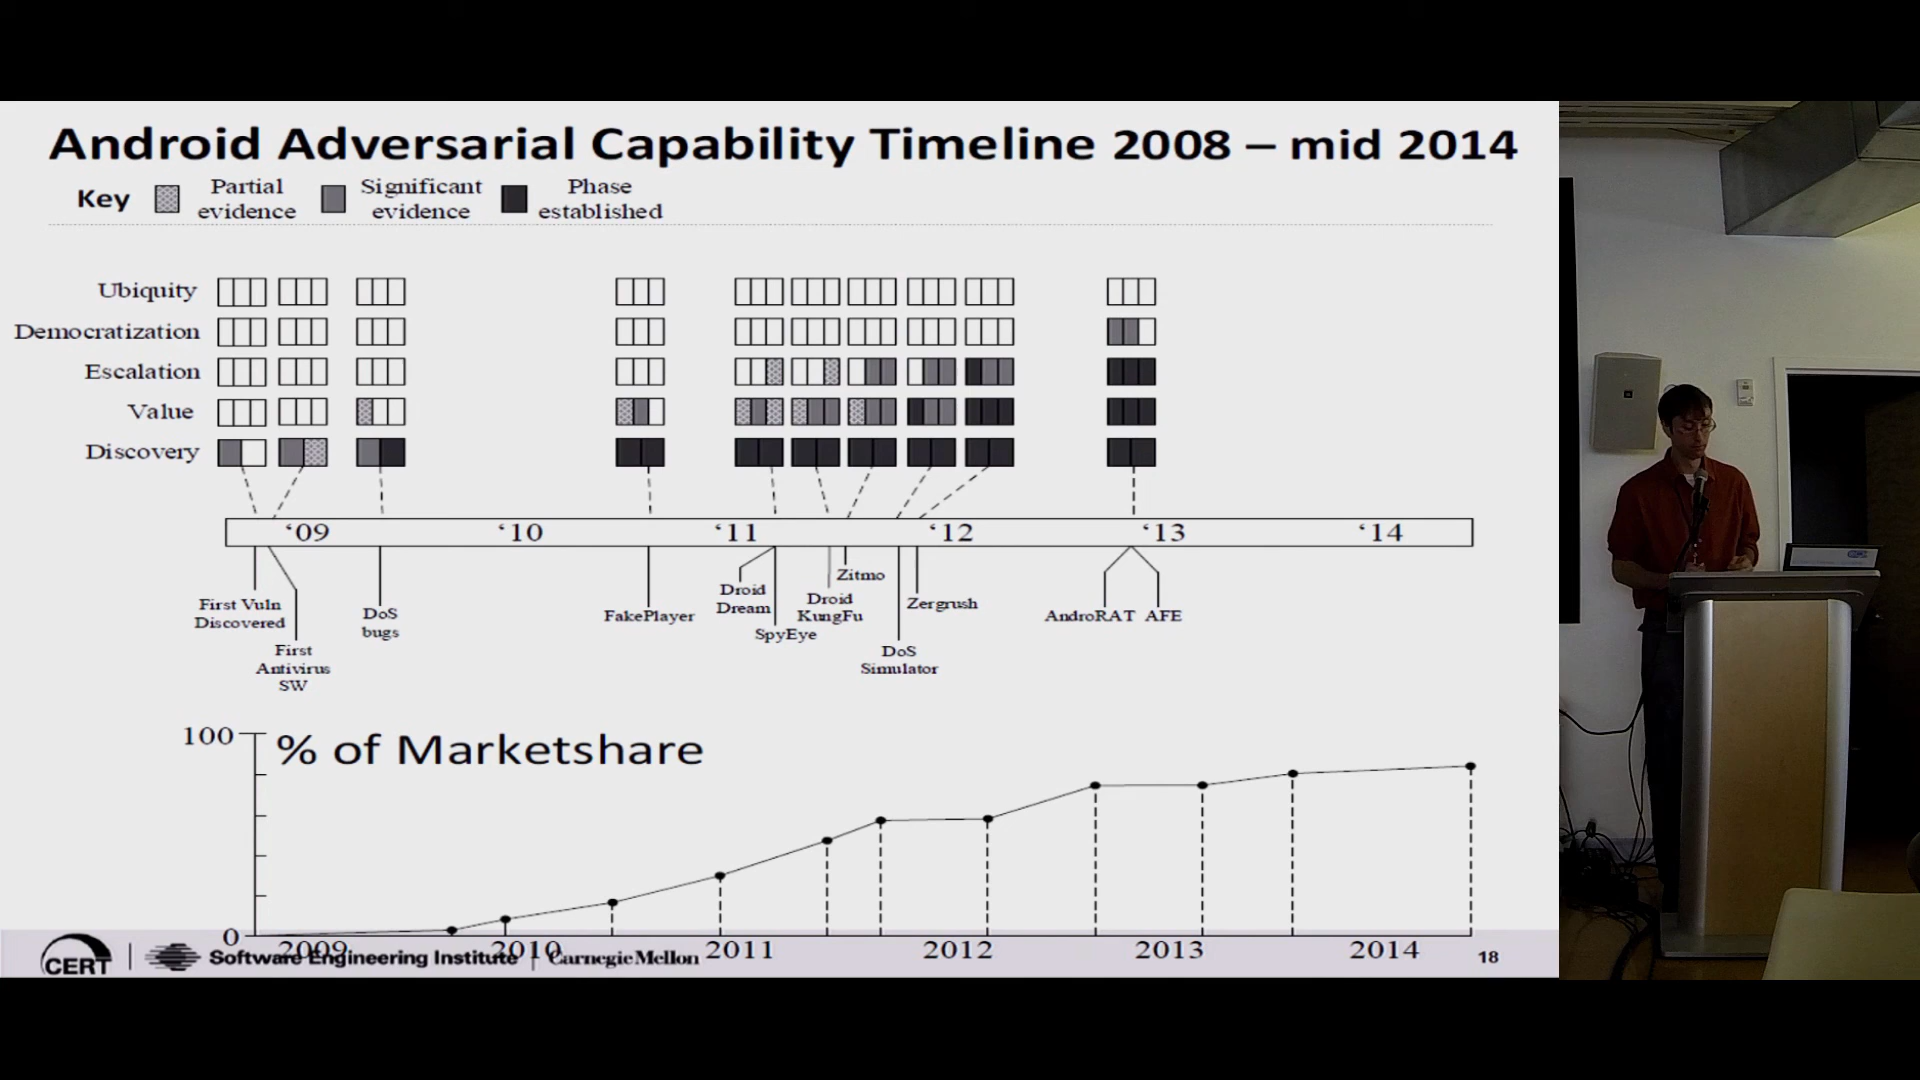 Android Adversarial Capability Timeline 2008 – mid 2014
Key
Partial evidence
Significant evidence
Phase established
Ubiquity
Democratization
Escalation
Value
Discovery
‘09 ‘10 ‘11 ‘12 ‘13 ‘14
First Vuln
Discovered
First
Antivirus
SW
DoS
bugs
FakePlayer
Droid
Dream
SpyEye
Droid
KungFu
Zitmo
DoS
Simulator
Zergrush
AndroRAT AFE
100
% of Marketshare
0
2009 2010 2011 2012 2013 2014
CERT
Software Engineering Institute
Carnegie Mellon
18